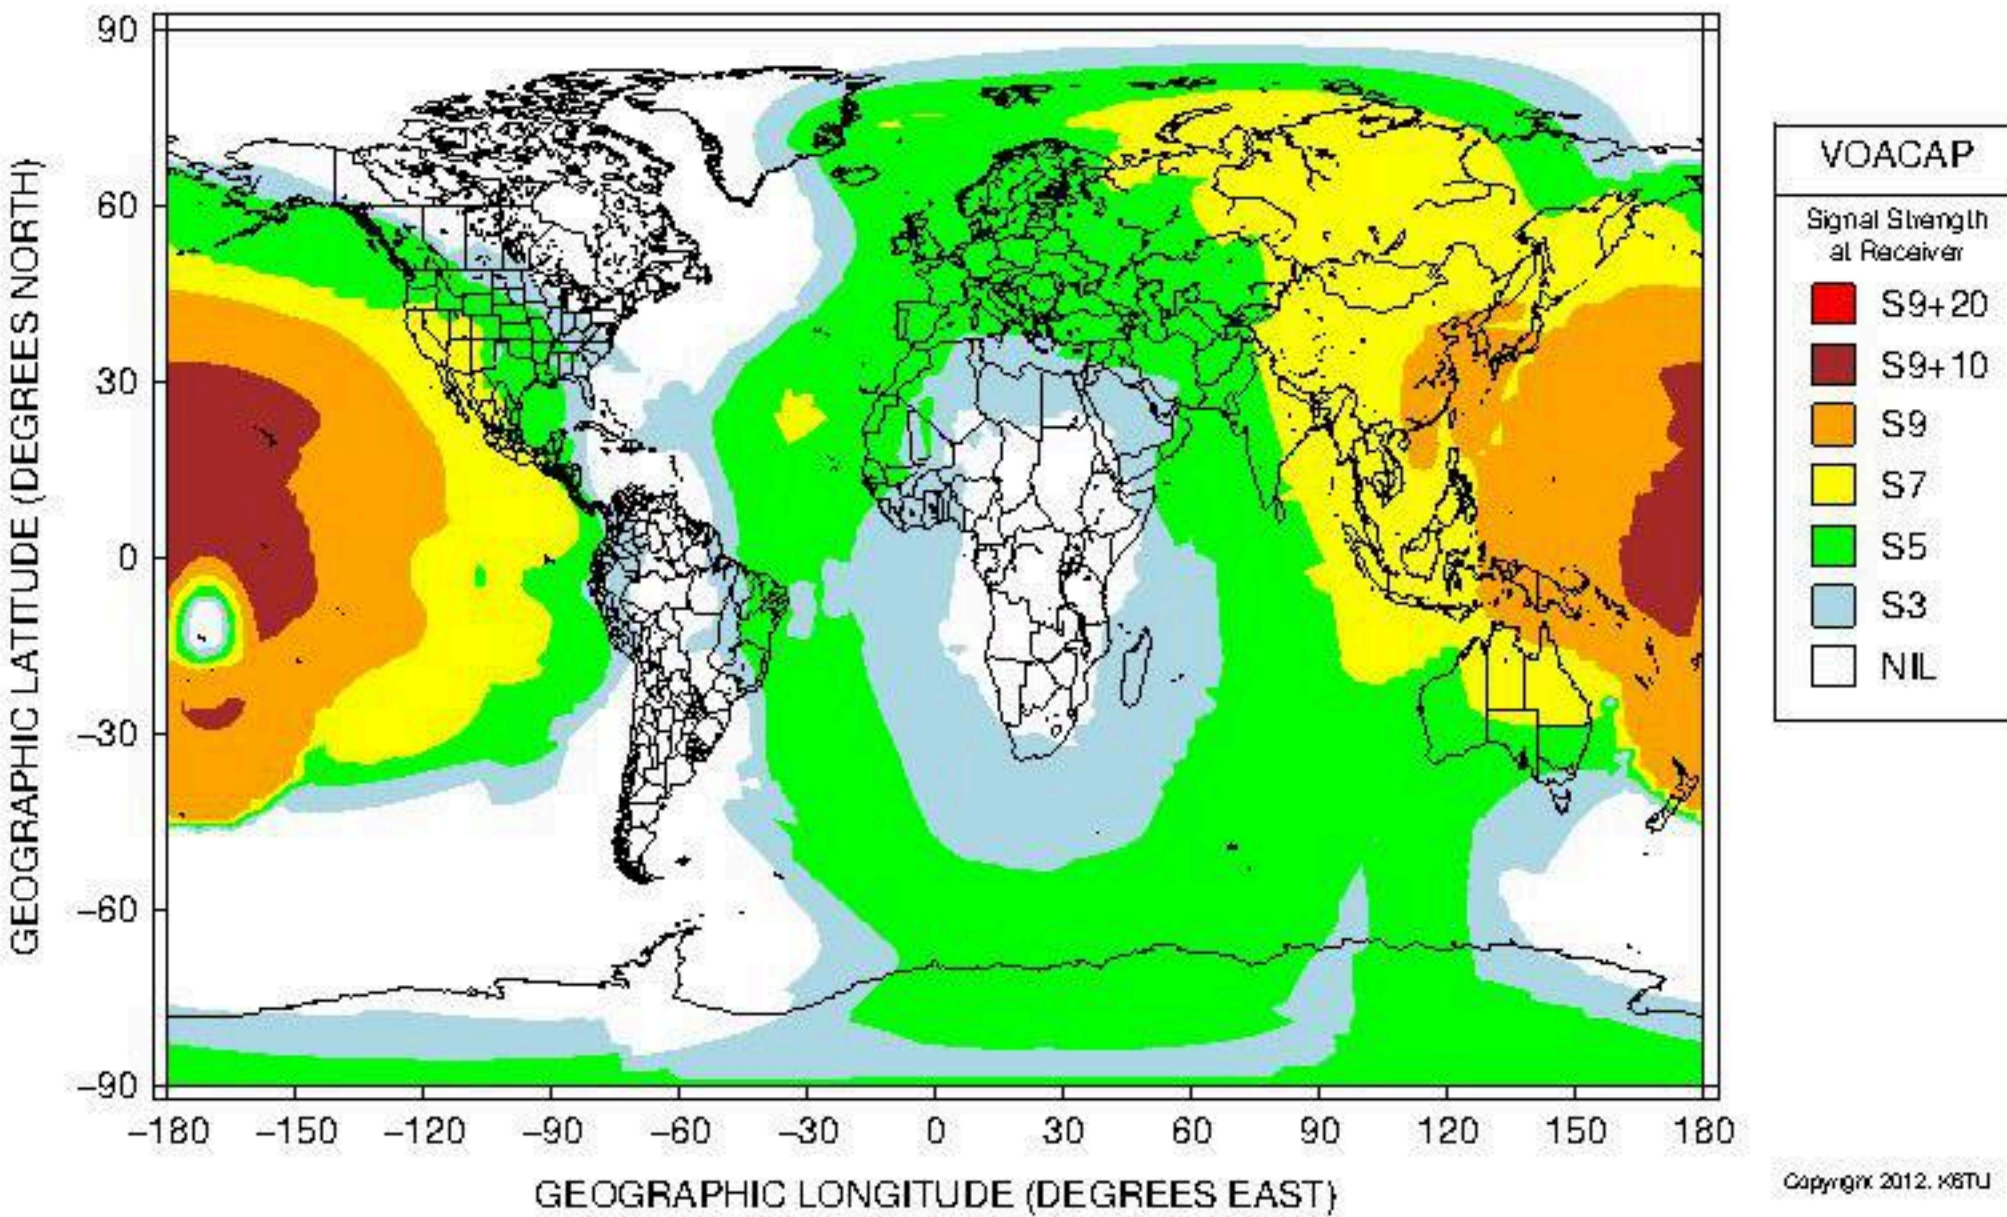 GEOGRAPHIC LATITUDE (DEGREES NORTH)
90
60
30
0
−30
−60
−90
−180 −150 −120 −90 −60 −30 0 30 60 90 120 150 180
GEOGRAPHIC LONGITUDE (DEGREES EAST)
VOACAP
Signal Strength
at Receiver
S9+20
S9+10
S9
S7
S5
S3
NIL
Copyright 2012. K6TU